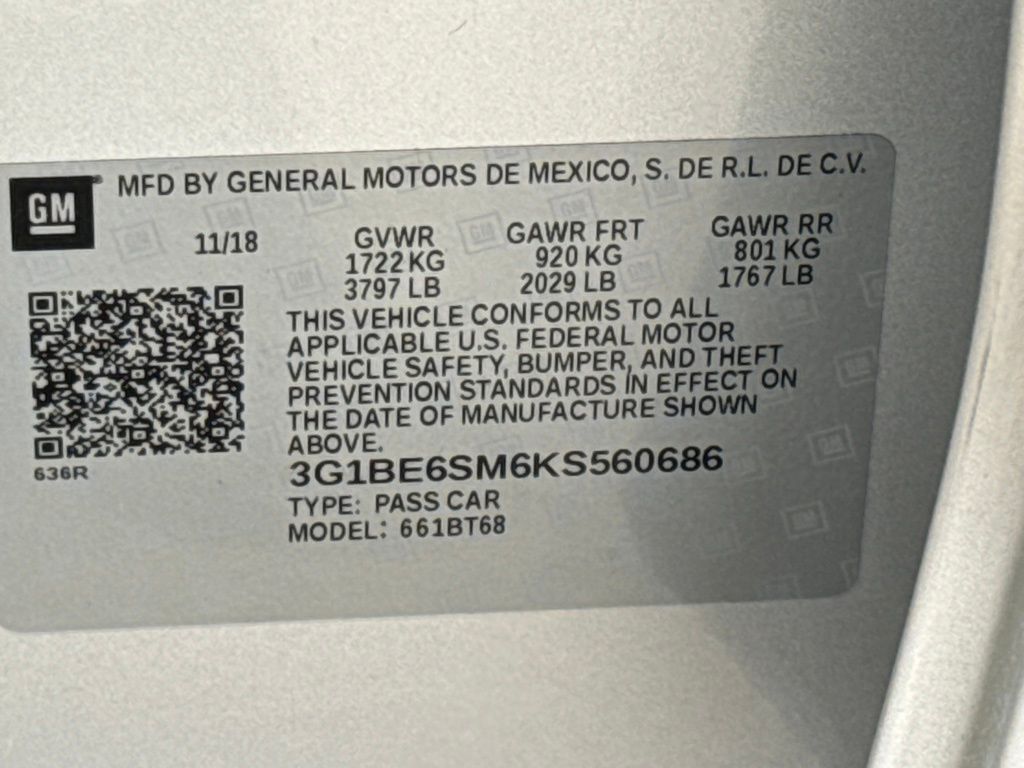 GM
MFD BY GENERAL MOTORS DE MEXICO, S. DE R.L. DE C.V.
11/18
GVWR
1722 KG
3797 LB
GAWR FRT
920 KG
2029 LB
GAWR RR
801 KG
1767 LB
THIS VEHICLE CONFORMS TO ALL
APPLICABLE U.S. FEDERAL MOTOR
VEHICLE SAFETY, BUMPER, AND THEFT
PREVENTION STANDARDS IN EFFECT ON
THE DATE OF MANUFACTURE SHOWN
ABOVE.
636R
3G1BE6SM6KS560686
TYPE: PASS CAR
MODEL: 661BT68